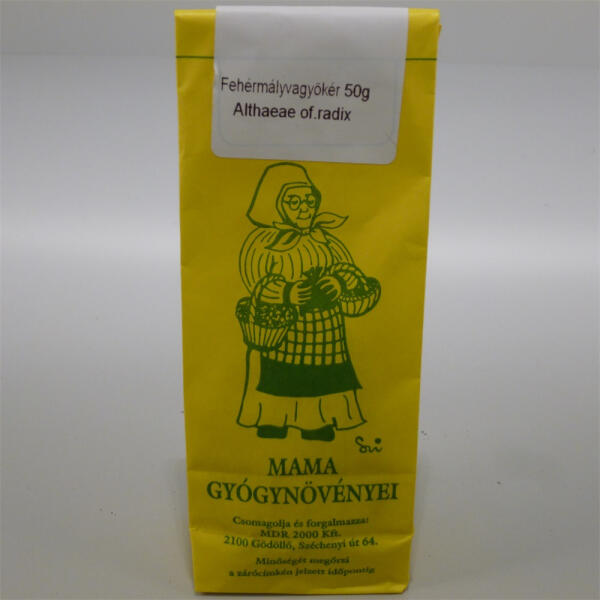 Fehérmályvagyökér 50g
Althaeae of.radix
MAMA
GYÓGYNÖVÉNYEI
Csomagolja és forgalmazza:
MDR 2000 Kft.
2100 Gödöllő, Széchenyi út 64.
Minőségét megőrzi
a zárócímkén jelzett időpontig